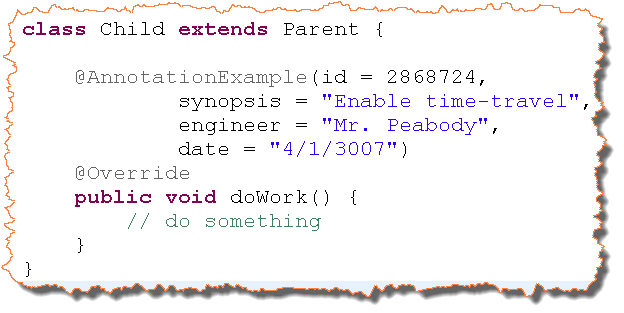 class Child extends Parent {
@AnnotationExample(id = 2868724,
synopsis = "Enable time-travel",
engineer = "Mr. Peabody",
date = "4/1/3007")
@Override
public void doWork() {
// do something
}
}